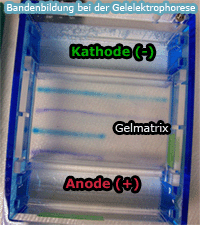 Bandenbildung bei der Gelelektrophorese
Kathode (-)
Gelmatrix
Anode (+)